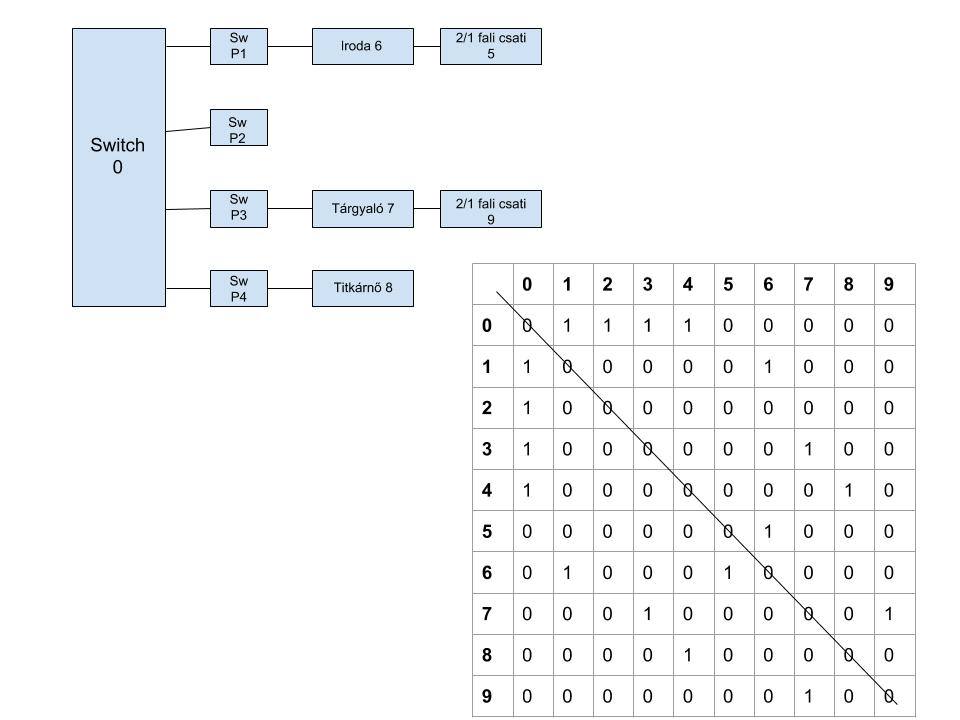 Sw
P1
Iroda 6
2/1 fali csati
5
Switch
0
Sw
P2
Sw
P3
Tárgyaló 7
2/1 fali csati
9
Sw
P4
Titkárnő 8
0 1 2 3 4 5 6 7 8 9
0 0 1 1 1 1 0 0 0 0 0
1 1 0 0 0 0 0 1 0 0 0
2 1 0 0 0 0 0 0 0 0 0
3 1 0 0 0 0 0 0 1 0 0
4 1 0 0 0 0 0 0 0 1 0
5 0 0 0 0 0 0 1 0 0 0
6 0 1 0 0 0 1 0 0 0 0
7 0 0 0 1 0 0 0 0 0 1
8 0 0 0 0 1 0 0 0 0 0
9 0 0 0 0 0 0 0 1 0 0